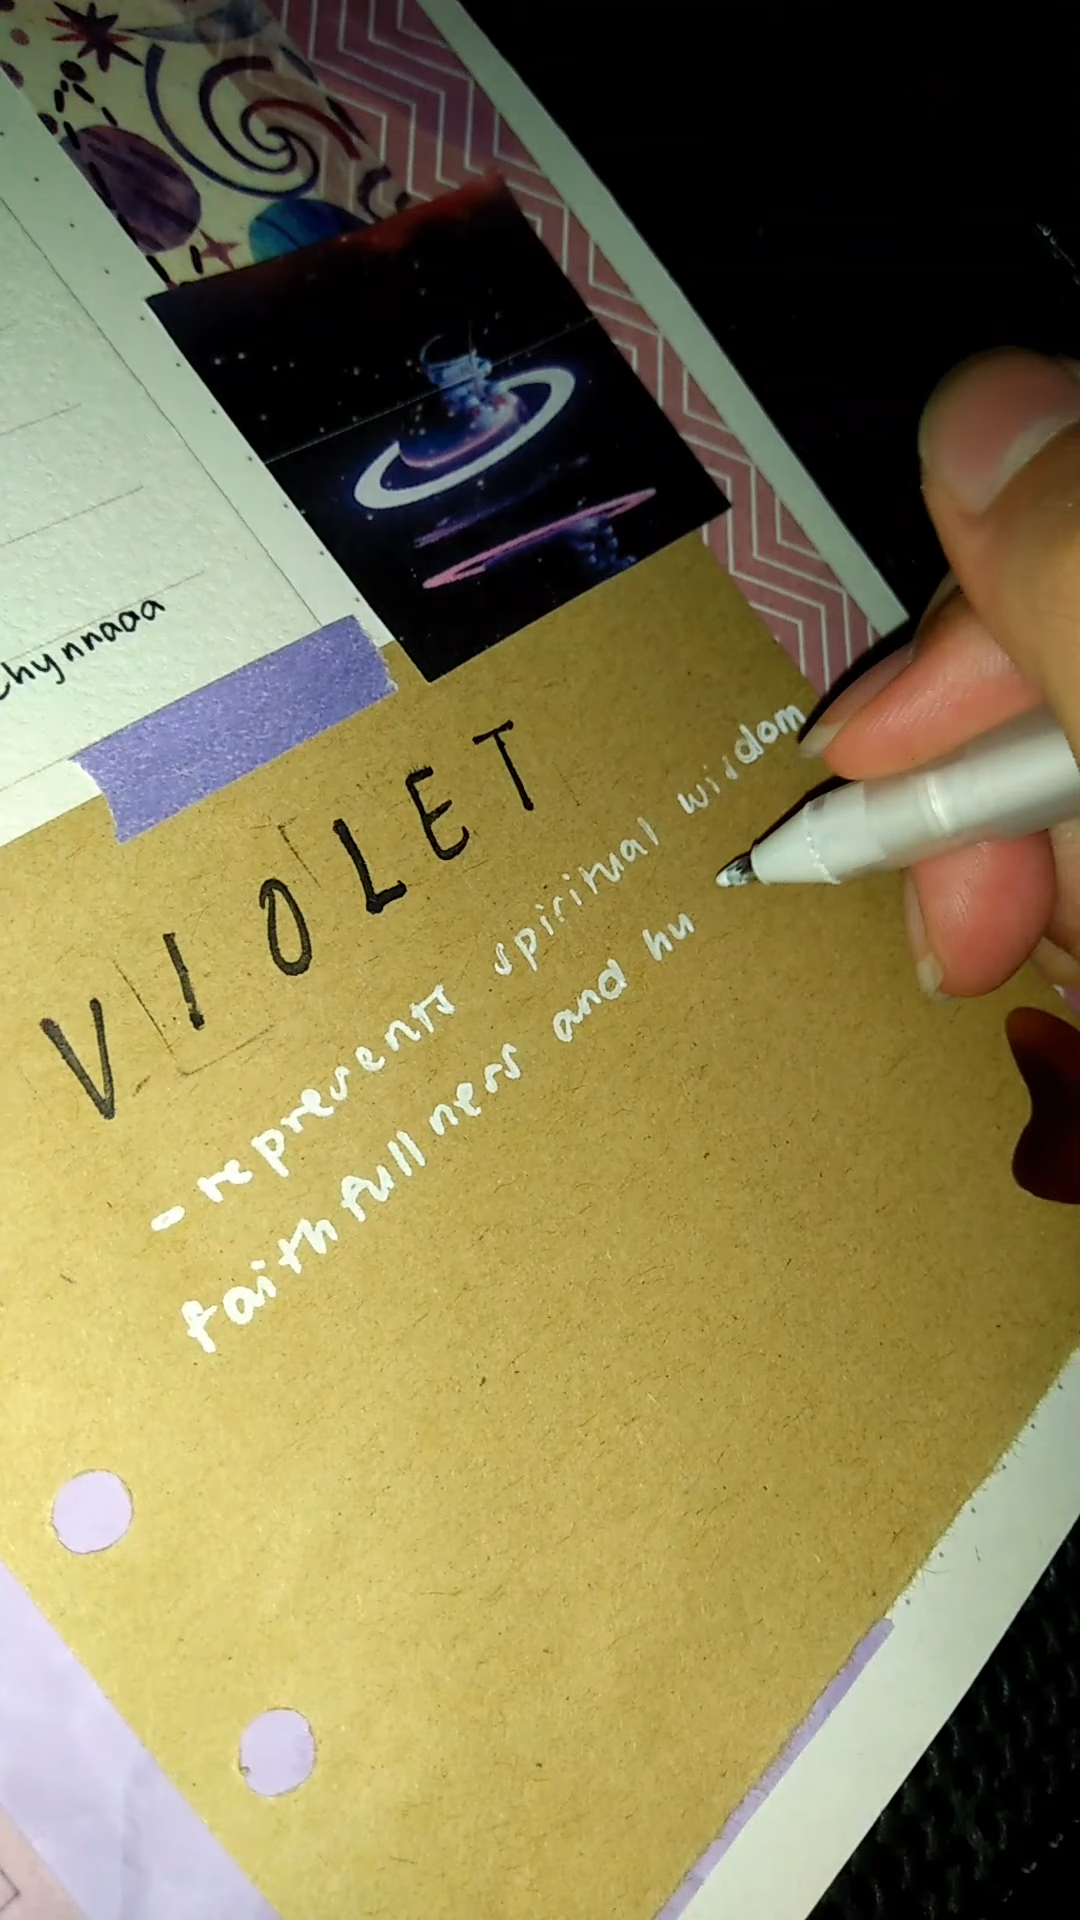 chynnaaa
VIOLET
- represents spiritual wisdom
faithfullness and hu